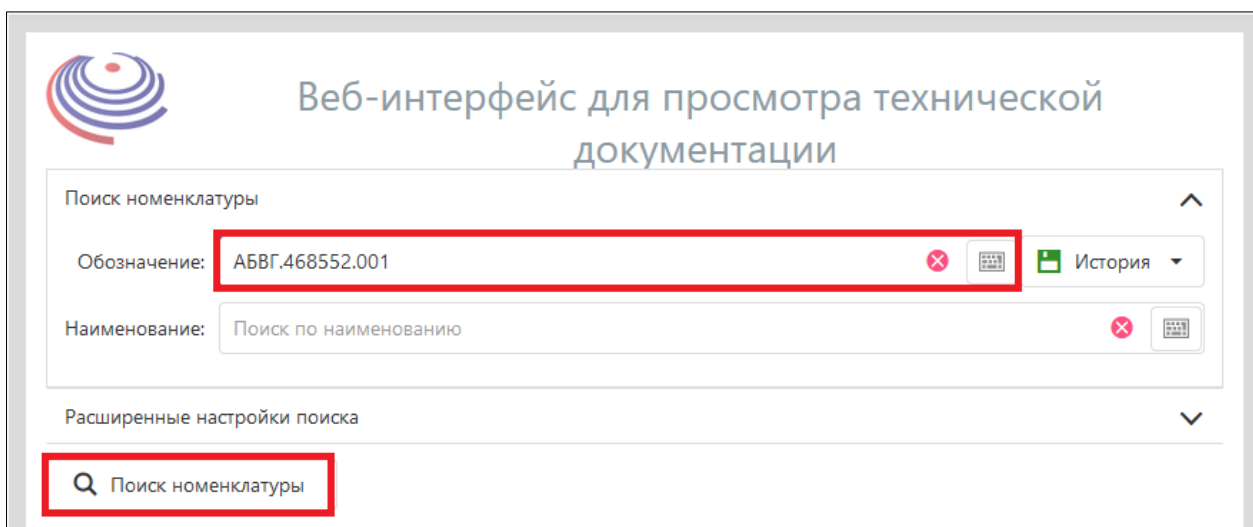 Веб-интерфейс для просмотра технической
документации
Поиск номенклатуры
Обозначение: АБВГ.468552.001 История
Наименование: Поиск по наименованию
Расширенные настройки поиска
Поиск номенклатуры